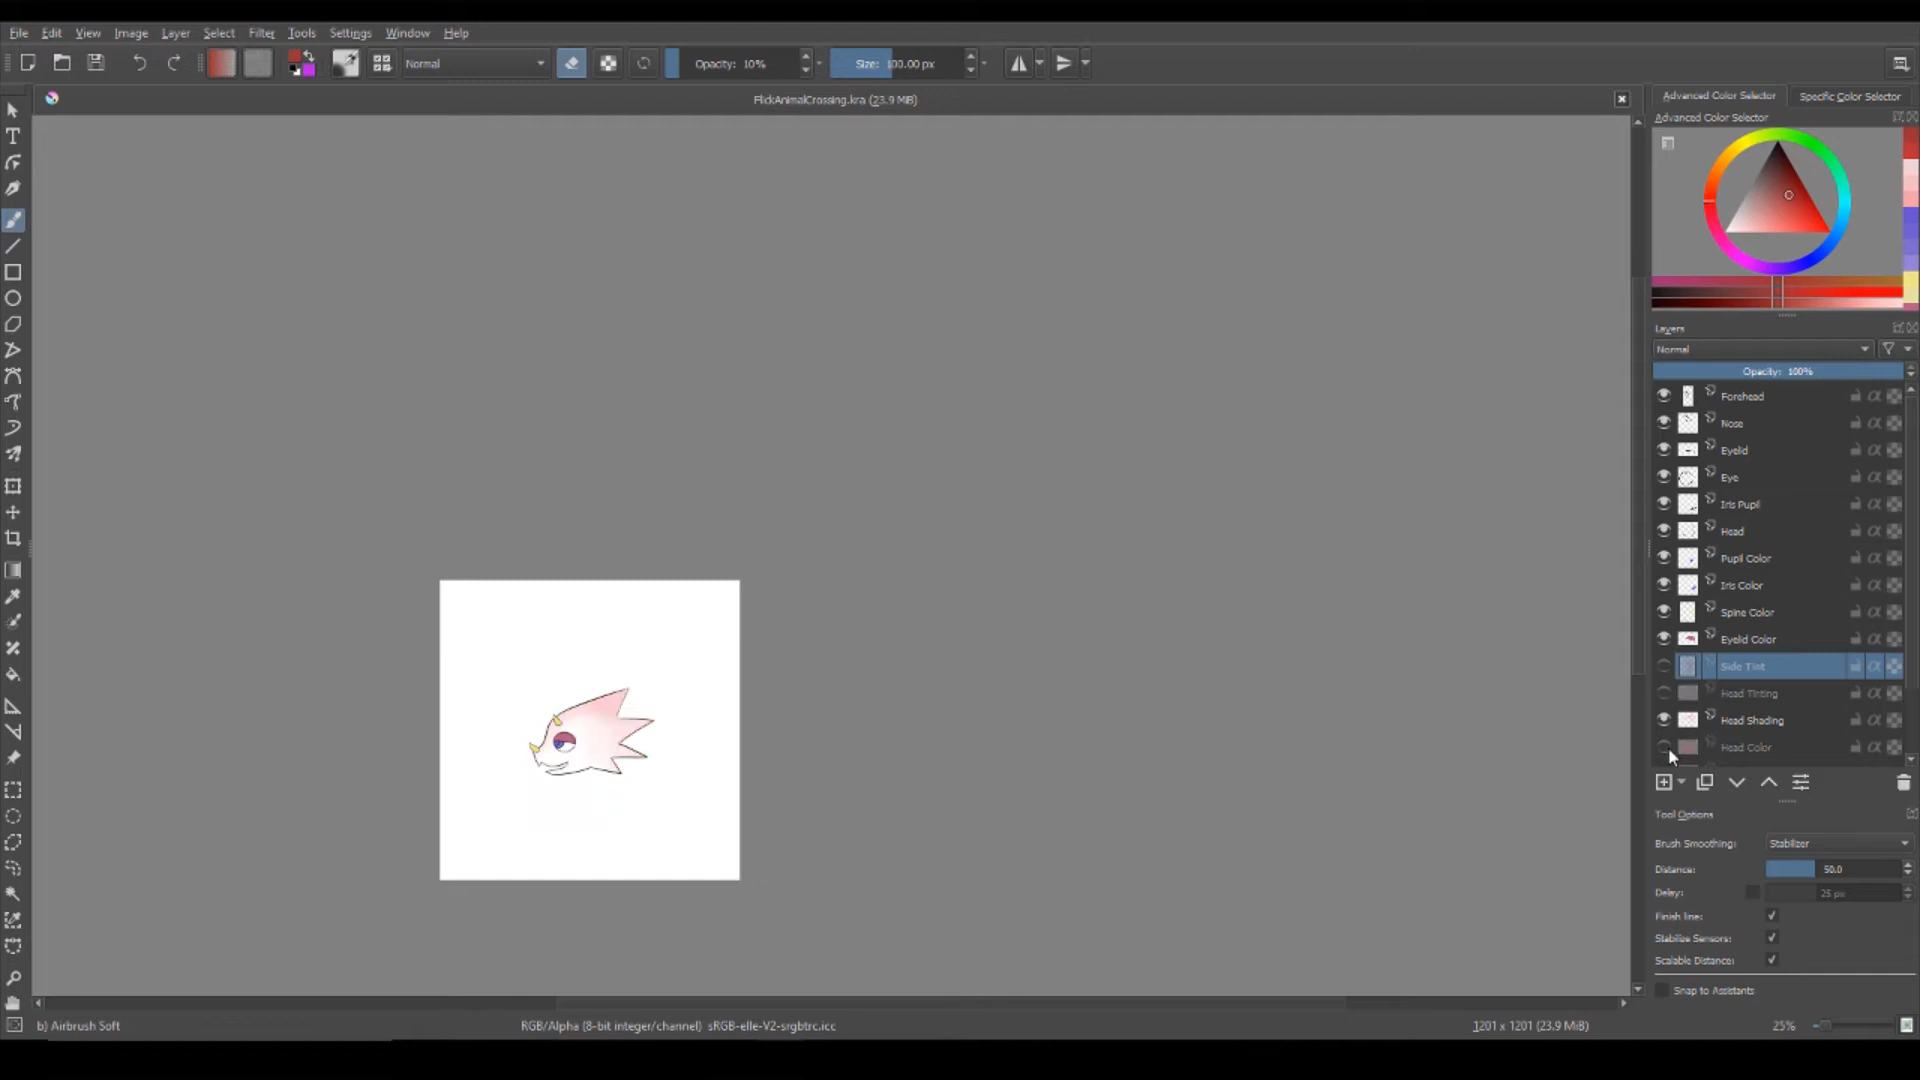 File Edit View Image Layer Select Filter Tools Settings Window Help
Normal Opacity: 10% Size: 100.00 px
FlickAnimalCrossing.kra (23.9 MiB)
Advanced Color Selector Specific Color Selector
Advanced Color Selector
Layers
Normal
Opacity: 100%
Forehead
Nose
Eyelid
Eye
Iris Pupil
Head
Pupil Color
Iris Color
Spine Color
Eyelid Color
Side Tint
Head Tinting
Head Shading
Head Color
Tool Options
Brush Smoothing: Stabilizer
Distance: 50.0
Delay: 25 px
Finish line:
Stabilize Sensors:
Scalable Distance:
Snap to Assistants
b) Airbrush Soft RGB/Alpha (8-bit integer/channel) sRGB-elle-V2-srgbtrc.icc 1201 x 1201 (23.9 MiB) 25%